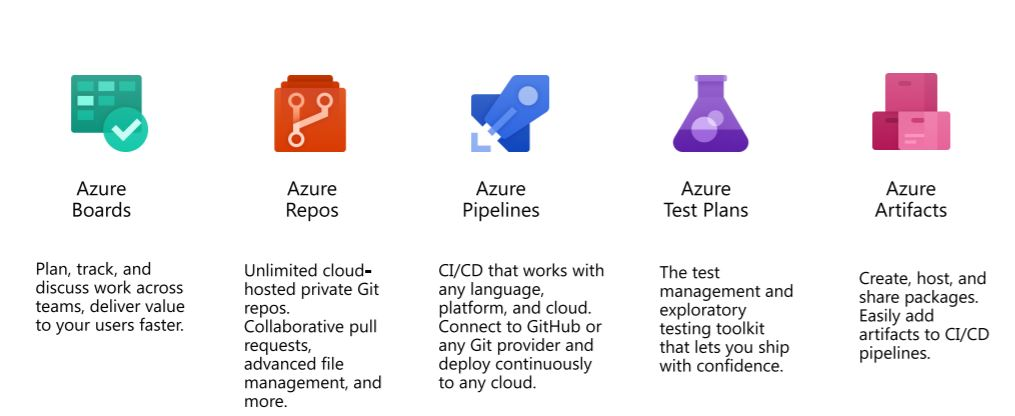 Azure
Boards
Plan, track, and
discuss work across
teams, deliver value
to your users faster.
Azure
Repos
Unlimited cloud-
hosted private Git
repos.
Collaborative pull
requests,
advanced file
management, and
more.
Azure
Pipelines
CI/CD that works with
any language,
platform, and cloud.
Connect to GitHub or
any Git provider and
deploy continuously
to any cloud.
Azure
Test Plans
The test
management and
exploratory
testing toolkit
that lets you ship
with confidence.
Azure
Artifacts
Create, host, and
share packages.
Easily add
artifacts to CI/CD
pipelines.